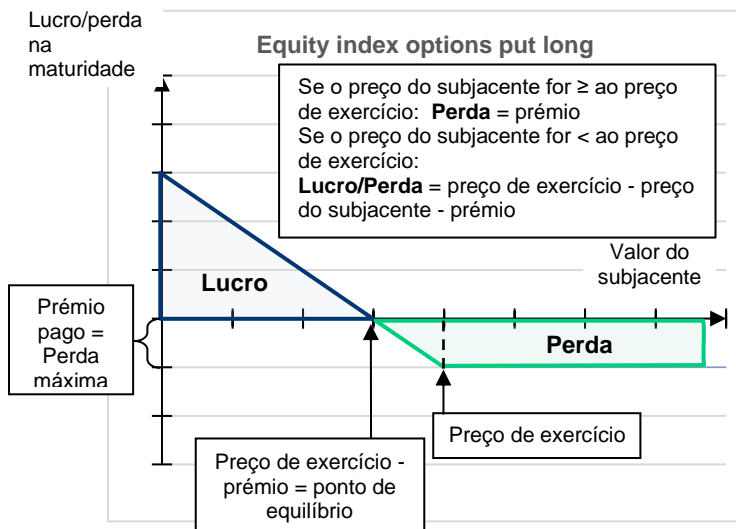 Lucro/perda
na
maturidade
Equity index options put long
Se o preço do subjacente for ≥ ao preço
de exercício: Perda = prémio
Se o preço do subjacente for < ao preço
de exercício:
Lucro/Perda = preço de exercício - preço
do subjacente - prémio
Valor do
subjacente
Lucro
Prémio
pago =
Perda
máxima
Perda
Preço de exercício
Preço de exercício -
prémio = ponto de
equilíbrio